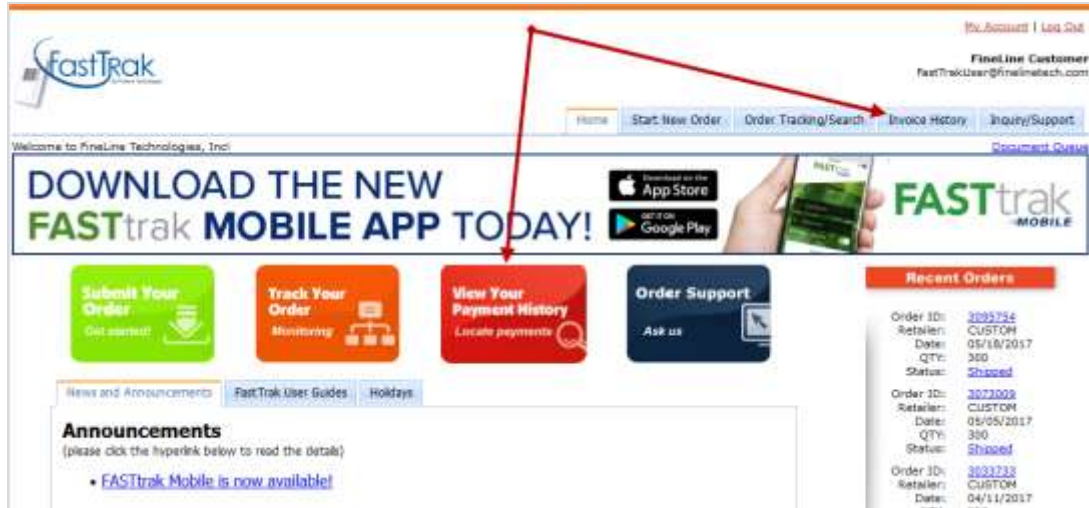 My Account | Log Out
FastTrak
FineLine Customer
FastTrakUser@finelinetech.com
Home Start New Order Order Tracking/Search Invoice History Inquiry/Support
Welcome to FineLine Technologies, Inc!
Document Queue
DOWNLOAD THE NEW
FASTtrak MOBILE APP TODAY!
Download on the
App Store
GET IT ON
Google Play
FASTtrak
MOBILE
Submit Your
Order
Get started!
Track Your
Order
Monitoring
View Your
Payment History
Locate payments
Order Support
Ask us
Recent Orders
Order ID: 3095754
Retailer: CUSTOM
Date: 05/18/2017
QTY: 300
Status: Shipped
Order ID: 3073009
Retailer: CUSTOM
Date: 05/05/2017
QTY: 300
Status: Shipped
Order ID: 3033733
Retailer: CUSTOM
Date: 04/11/2017
News and Announcements FastTrak User Guides Holidays
Announcements
(please click the hyperlink below to read the details)
• FASTtrak Mobile is now available!